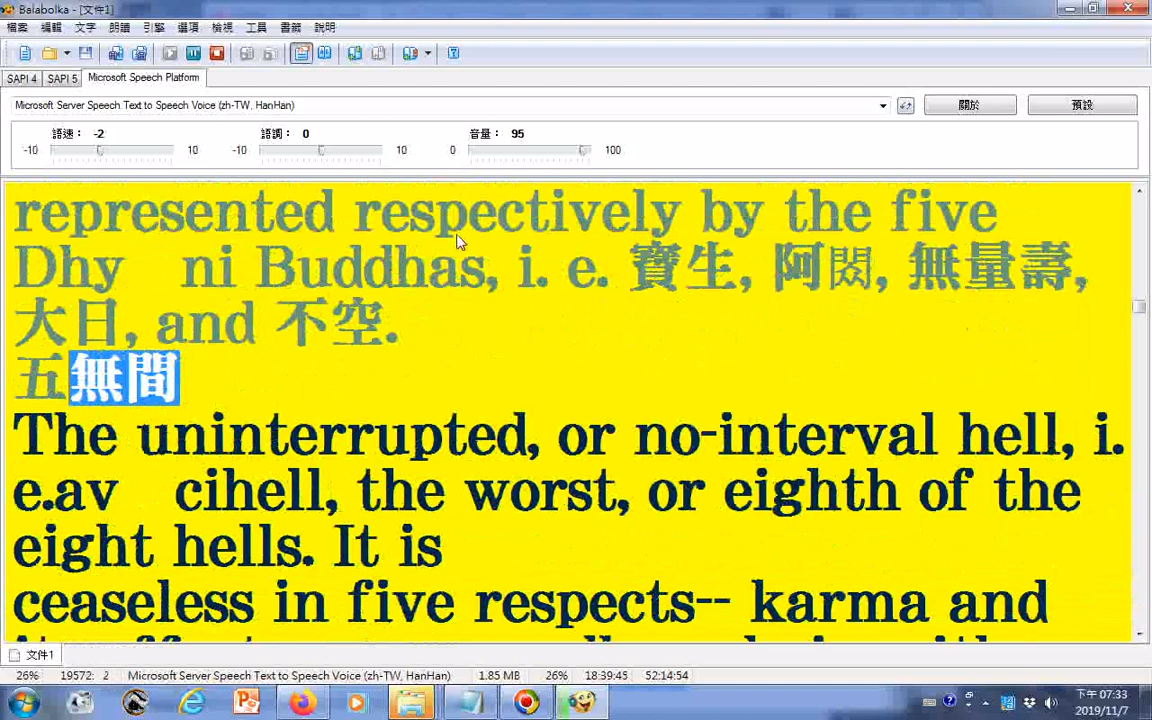 Balabolka - [文件1]
檔案 編輯 文字 朗讀 引擎 選項 檢視 工具 書籤 說明
SAPI 4 SAPI 5 Microsoft Speech Platform
Microsoft Server Speech Text to Speech Voice (zh-TW, HanHan) 關於 預設
語速： -2 語調： 0 音量： 95
-10 10 -10 10 0 100
represented respectively by the five
Dhy ni Buddhas, i. e. 寶生, 阿閦, 無量壽,
大日, and 不空.
五無間
The uninterrupted, or no-interval hell, i.
e.av cihell, the worst, or eighth of the
eight hells. It is
ceaseless in five respects-- karma and
文件1
26% 19572: 2 Microsoft Server Speech Text to Speech Voice (zh-TW, HanHan) 1.85 MB 26% 18:39:45 52:14:54
下午 07:33
2019/11/7